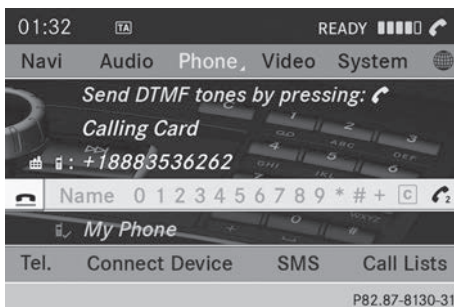 01:32 TA READY
Navi Audio Phone Video System
Send DTMF tones by pressing:
Calling Card
: +18883536262
Name 0 1 2 3 4 5 6 7 8 9 * # + C 2
My Phone
Tel. Connect Device SMS Call Lists
P82.87-8130-31